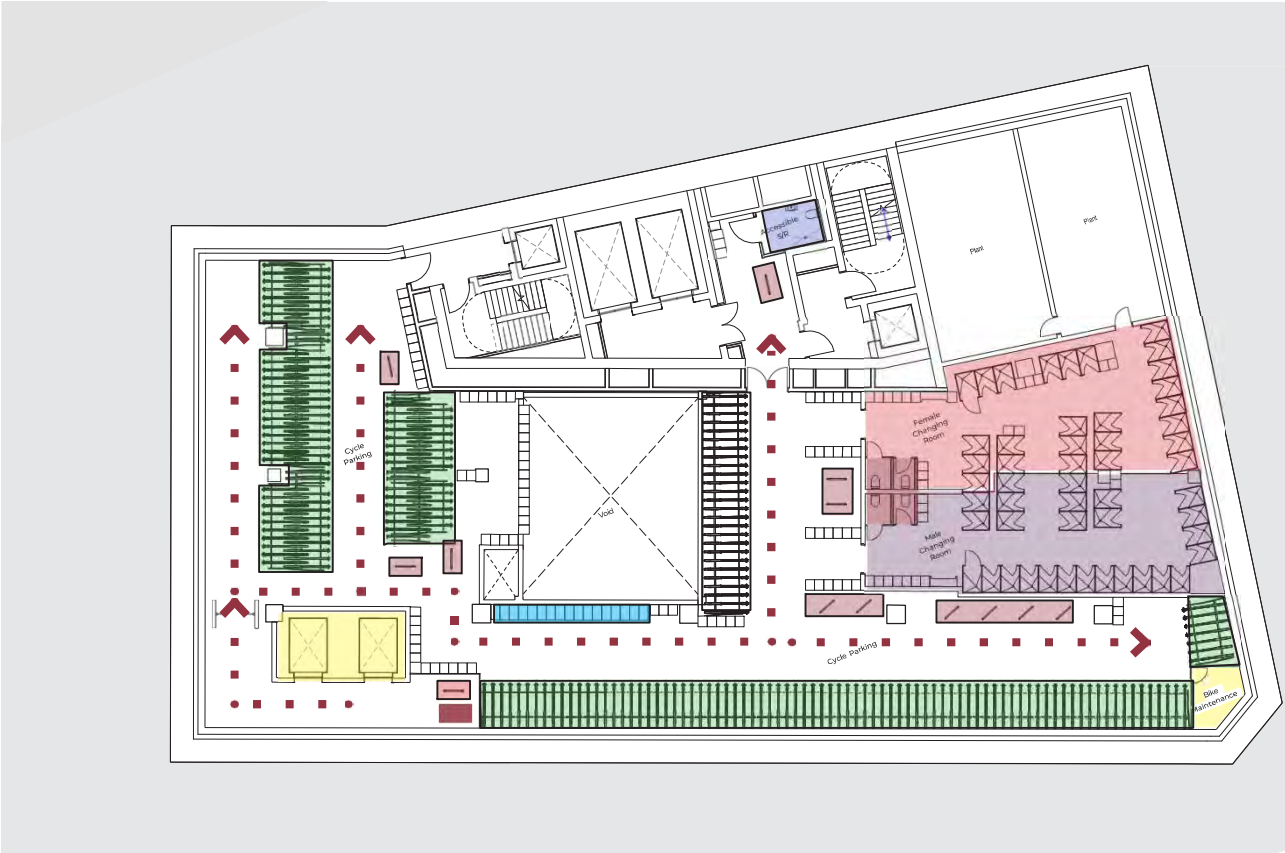 Accessible
S/R
Plant
Plant
Cycle
Parking
Female
Changing
Room
Void
Male
Changing
Room
Cycle Parking
Bike
Maintenance